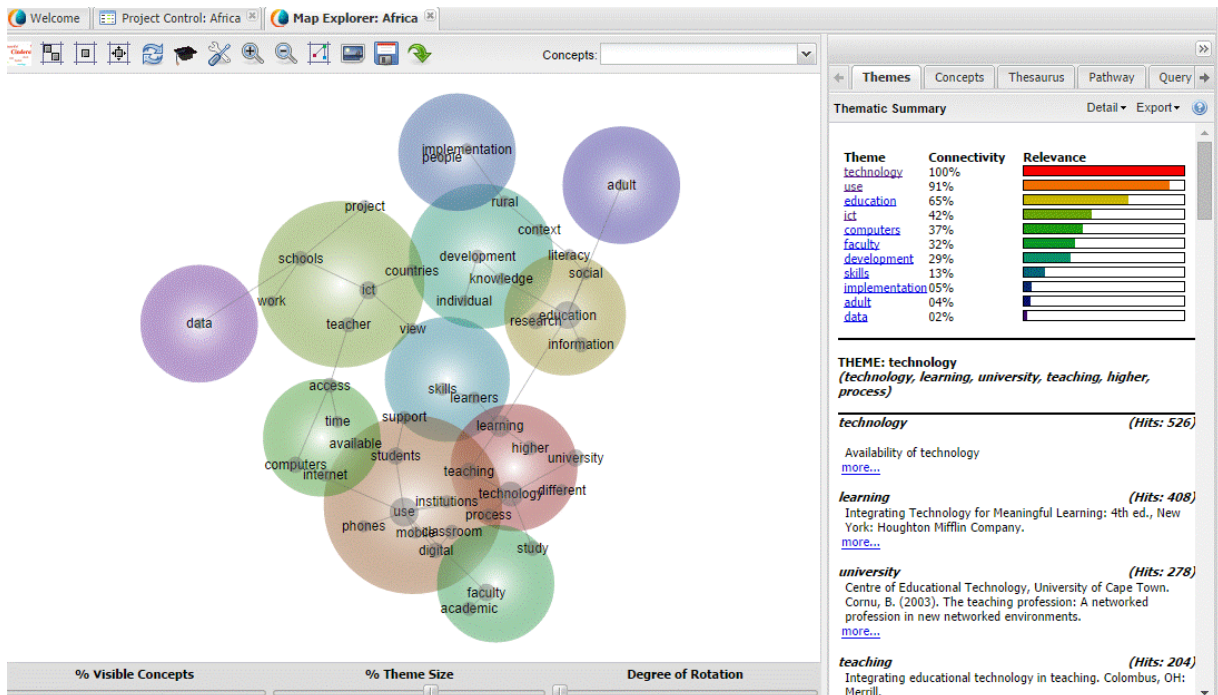 Welcome
Project Control: Africa
Map Explorer: Africa
Concepts:
implementation
people
adult
rural
project
context
schools
development
literacy
countries
knowledge
social
ict
work
individual
data
teacher
view
research
education
information
access
skills
learners
time
support
learning
available
students
higher
computers
internet
teaching
university
technology
different
institutions
use
process
phones
mobile
classroom
digital
study
faculty
academic
% Visible Concepts
% Theme Size
Degree of Rotation
Themes
Concepts
Thesaurus
Pathway
Query
Thematic Summary
Detail
Export
Theme Connectivity Relevance
technology 100%
use 91%
education 65%
ict 42%
computers 37%
faculty 32%
development 29%
skills 13%
implementation 05%
adult 04%
data 02%
THEME: technology
(technology, learning, university, teaching, higher,
process)
technology (Hits: 526)
Availability of technology
more...
learning (Hits: 408)
Integrating Technology for Meaningful Learning: 4th ed., New
York: Houghton Mifflin Company.
more...
university (Hits: 278)
Centre of Educational Technology, University of Cape Town.
Cornu, B. (2003). The teaching profession: A networked
profession in new networked environments.
more...
teaching (Hits: 204)
Integrating educational technology in teaching. Colombus, OH:
Merrill.